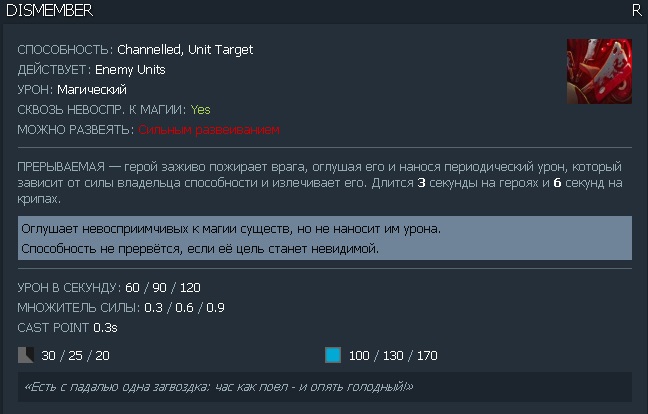 DISMEMBER R
СПОСОБНОСТЬ: Channelled, Unit Target
ДЕЙСТВУЕТ: Enemy Units
УРОН: Магический
СКВОЗЬ НЕВОСПР. К МАГИИ: Yes
МОЖНО РАЗВЕЯТЬ: Сильным развеиванием
ПРЕРЫВАЕМАЯ — герой заживо пожирает врага, оглушая его и нанося периодический урон, который
зависит от силы владельца способности и излечивает его. Длится 3 секунды на героях и 6 секунд на
крипах.
Оглушает невосприимчивых к магии существ, но не наносит им урона.
Способность не прервётся, если её цель станет невидимой.
УРОН В СЕКУНДУ: 60 / 90 / 120
МНОЖИТЕЛЬ СИЛЫ: 0.3 / 0.6 / 0.9
CAST POINT 0.3s
30 / 25 / 20 100 / 130 / 170
«Есть с падалью одна загвоздка: час как поел - и опять голодный!»